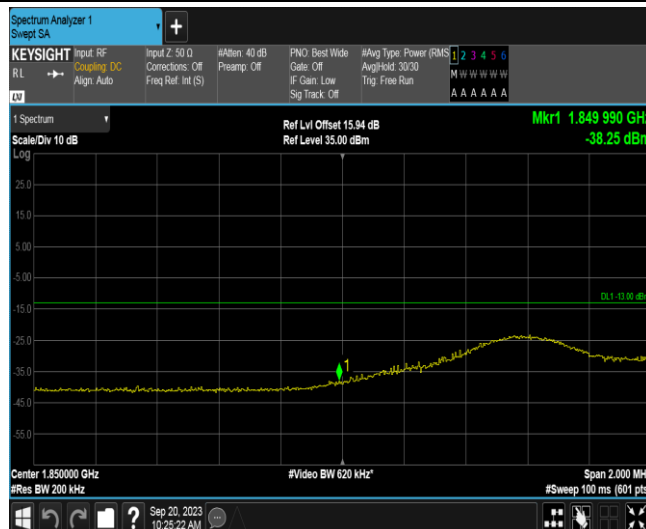 Spectrum Analyzer 1
Swept SA
+
KEYSIGHT
RL
Input: RF
Coupling: DC
Align: Auto
Input Z: 50 Ω
Corrections: Off
Freq Ref: Int (S)
#Atten: 40 dB
Preamp: Off
PNO: Best Wide
Gate: Off
IF Gain: Low
Sig Track: Off
#Avg Type: Power (RMS
Avg|Hold: 30/30
Trig: Free Run
1 2 3 4 5 6
M W W W W W
A A A A A A
1 Spectrum
Scale/Div 10 dB
Log
Ref Lvl Offset 15.94 dB
Ref Level 35.00 dBm
Mkr1 1.849 990 GHz
-38.25 dBm
25.0
15.0
5.00
-5.00
-15.0
-25.0
-35.0
-45.0
-55.0
DL1 -13.00 dBm
1
Center 1.850000 GHz
#Res BW 200 kHz
#Video BW 620 kHz*
Span 2.000 MH
#Sweep 100 ms (601 pts
?
Sep 20, 2023
10:25:22 AM